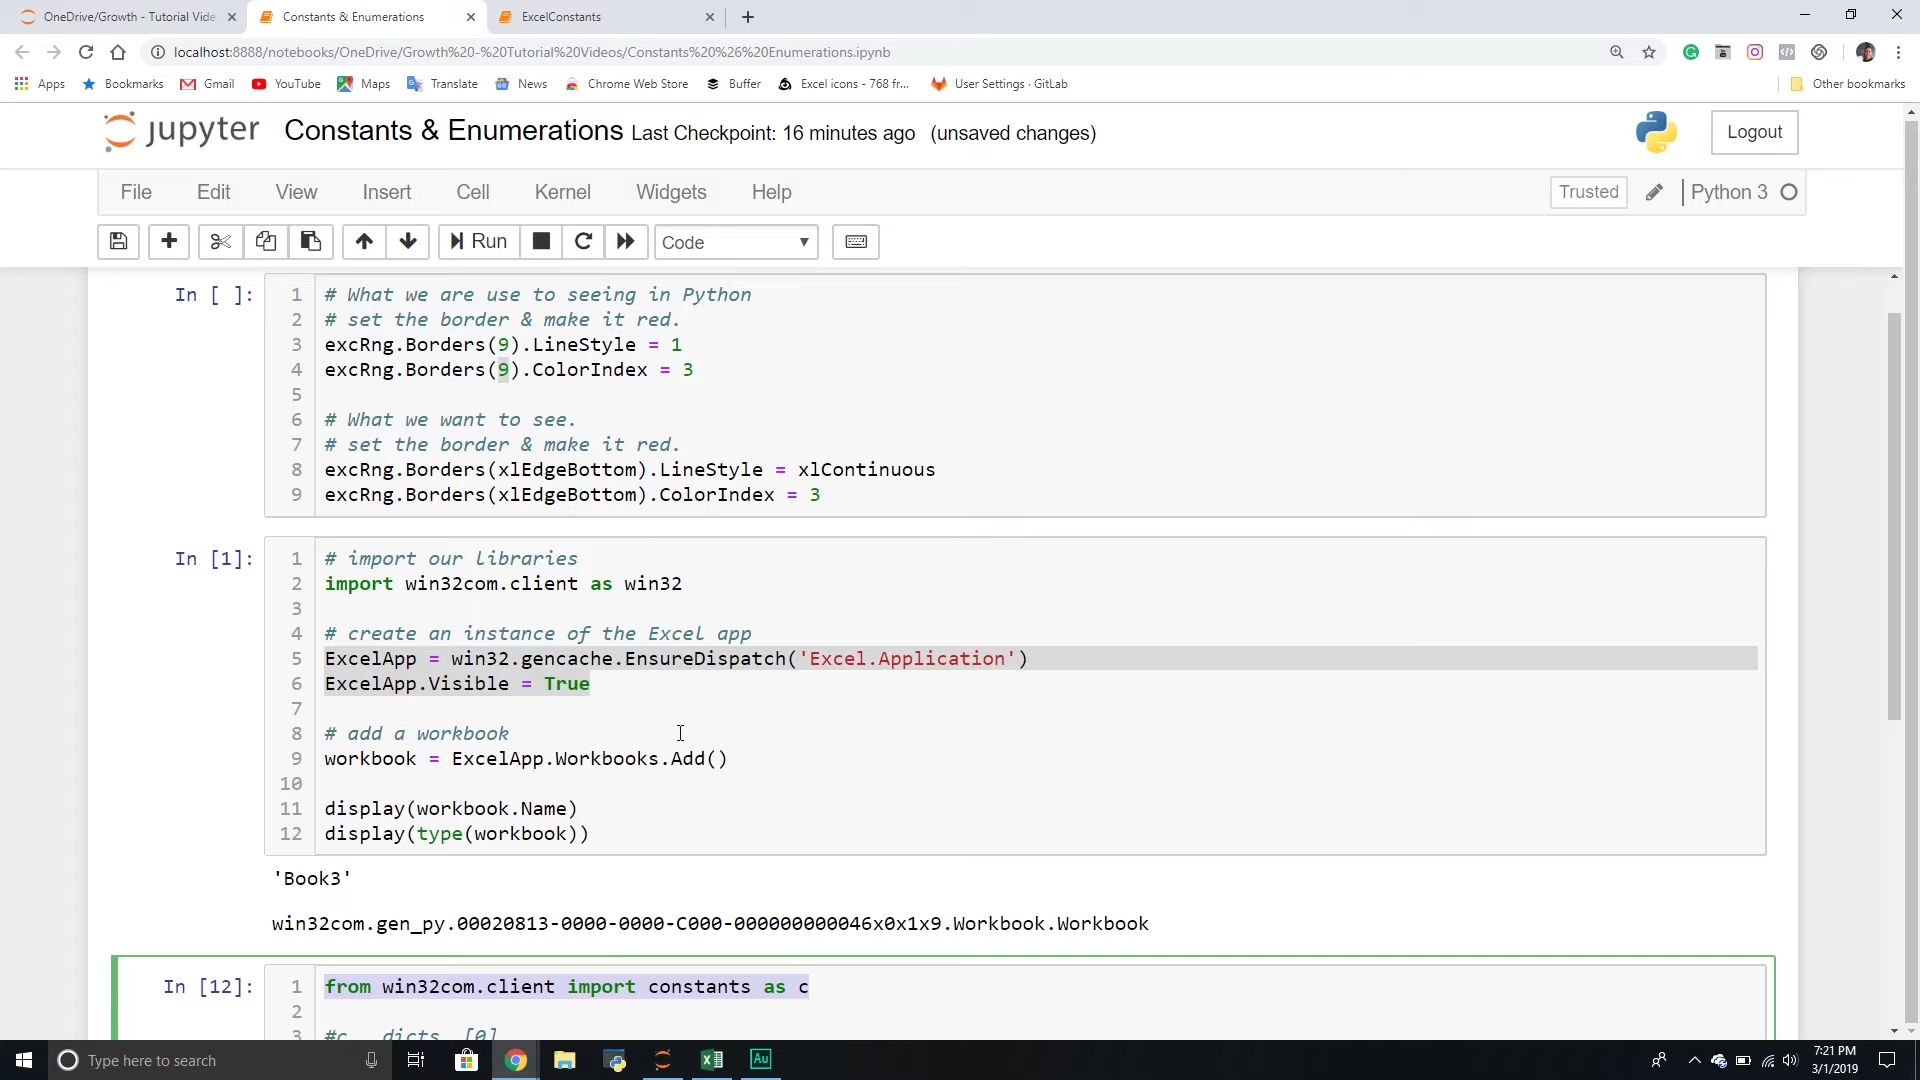 OneDrive/Growth - Tutorial Vide
Constants & Enumerations
ExcelConstants
localhost:8888/notebooks/OneDrive/Growth%20-%20Tutorial%20Videos/Constants%20%26%20Enumerations.ipynb
Apps
Bookmarks
Gmail
YouTube
Maps
Translate
News
Chrome Web Store
Buffer
Excel icons - 768 fr...
User Settings · GitLab
Other bookmarks
jupyter
Constants & Enumerations Last Checkpoint: 16 minutes ago (unsaved changes)
Logout
File Edit View Insert Cell Kernel Widgets Help
Trusted
Python 3
Run
Code
In [ ]:
1 # What we are use to seeing in Python
2 # set the border & make it red.
3 excRng.Borders(9).LineStyle = 1
4 excRng.Borders(9).ColorIndex = 3
5
6 # What we want to see.
7 # set the border & make it red.
8 excRng.Borders(xlEdgeBottom).LineStyle = xlContinuous
9 excRng.Borders(xlEdgeBottom).ColorIndex = 3
In [1]:
1 # import our libraries
2 import win32com.client as win32
3
4 # create an instance of the Excel app
5 ExcelApp = win32.gencache.EnsureDispatch('Excel.Application')
6 ExcelApp.Visible = True
7
8 # add a workbook
9 workbook = ExcelApp.Workbooks.Add()
10
11 display(workbook.Name)
12 display(type(workbook))
'Book3'
win32com.gen_py.00020813-0000-0000-C000-000000000046x0x1x9.Workbook.Workbook
In [12]:
1 from win32com.client import constants as c
2
3 #c.__dicts__[0]
Type here to search
Au
7:21 PM
3/1/2019